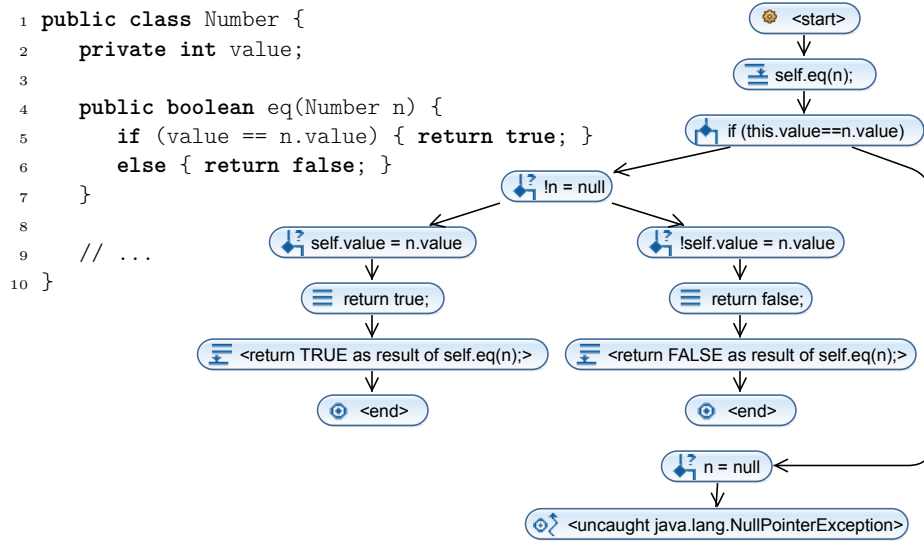 1 public class Number {
2 private int value;
3
4 public boolean eq(Number n) {
5 if (value == n.value) { return true; }
6 else { return false; }
7 }
8
9 // ...
10 }
<start>
self.eq(n);
if (this.value==n.value)
!n = null
self.value = n.value
!self.value = n.value
return true;
return false;
<return TRUE as result of self.eq(n);>
<return FALSE as result of self.eq(n);>
<end>
<end>
n = null
<uncaught java.lang.NullPointerException>